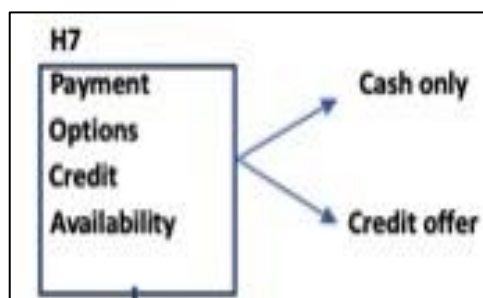 H7
Payment
Options
Credit
Availability
Cash only
Credit offer